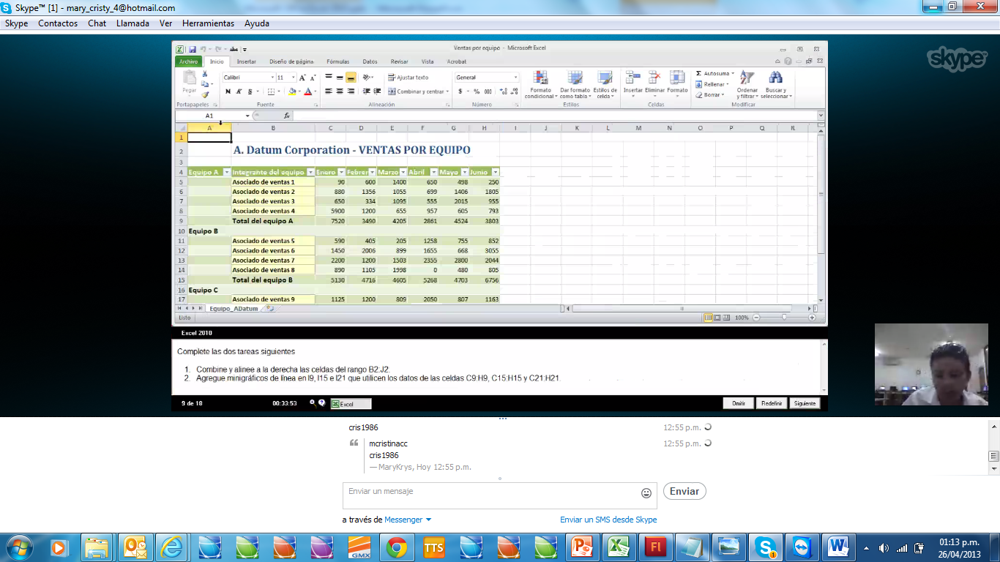 Skype™ [1] - mary_cristy_4@hotmail.com
Skype Contactos Chat Llamada Ver Herramientas Ayuda
skype
Ventas por equipo - Microsoft Excel
Archivo Inicio Insertar Diseño de página Fórmulas Datos Revisar Vista Acrobat
Calibri 11 Ajustar texto General
Pegar N K S Combinar y centrar $ % 000
Formato condicional Dar formato como tabla Estilos de celda Insertar Eliminar Formato
Σ Autosuma Rellenar Borrar Ordenar y filtrar Buscar y seleccionar
Portapapeles Fuente Alineación Número Estilos Celdas Modificar
A1 fx
A B C D E F G H I J K L M N O P Q R
1
2 A. Datum Corporation - VENTAS POR EQUIPO
3
4 Equipo A Integrante del equipo Enero Febrer Marzo Abril Mayo Junio
5 Asociado de ventas 1 90 600 1400 650 498 250
6 Asociado de ventas 2 880 1356 1055 699 1406 1805
7 Asociado de ventas 3 650 334 1095 555 2015 955
8 Asociado de ventas 4 5900 1200 655 957 605 793
9 Total del equipo A 7520 3490 4205 2861 4524 3803
10 Equipo B
11 Asociado de ventas 5 590 405 205 1258 755 852
12 Asociado de ventas 6 1450 2006 899 1655 668 3055
13 Asociado de ventas 7 2200 1200 1503 2355 2800 2044
14 Asociado de ventas 8 890 1105 1998 0 480 805
15 Total del equipo B 5130 4716 4605 5268 4703 6756
16 Equipo C
17 Asociado de ventas 9 1125 1200 809 2050 807 1163
Equipo_ADatum
Listo 100%
Excel 2010
Complete las dos tareas siguientes
1. Combine y alinee a la derecha las celdas del rango B2:J2.
2. Agregue minigráficos de línea en I9, I15 e I21 que utilicen los datos de las celdas C9:H9, C15:H15 y C21:H21.
9 de 18 00:33:53 Excel Omitir Redefinir Siguiente
cris1986 12:55 p.m.
mcristinacc 12:55 p.m.
cris1986
— MaryKrys, Hoy 12:55 p.m.
Enviar un mensaje Enviar
a través de Messenger Enviar un SMS desde Skype
GMX TTS Fl 1
01:13 p.m.
26/04/2013